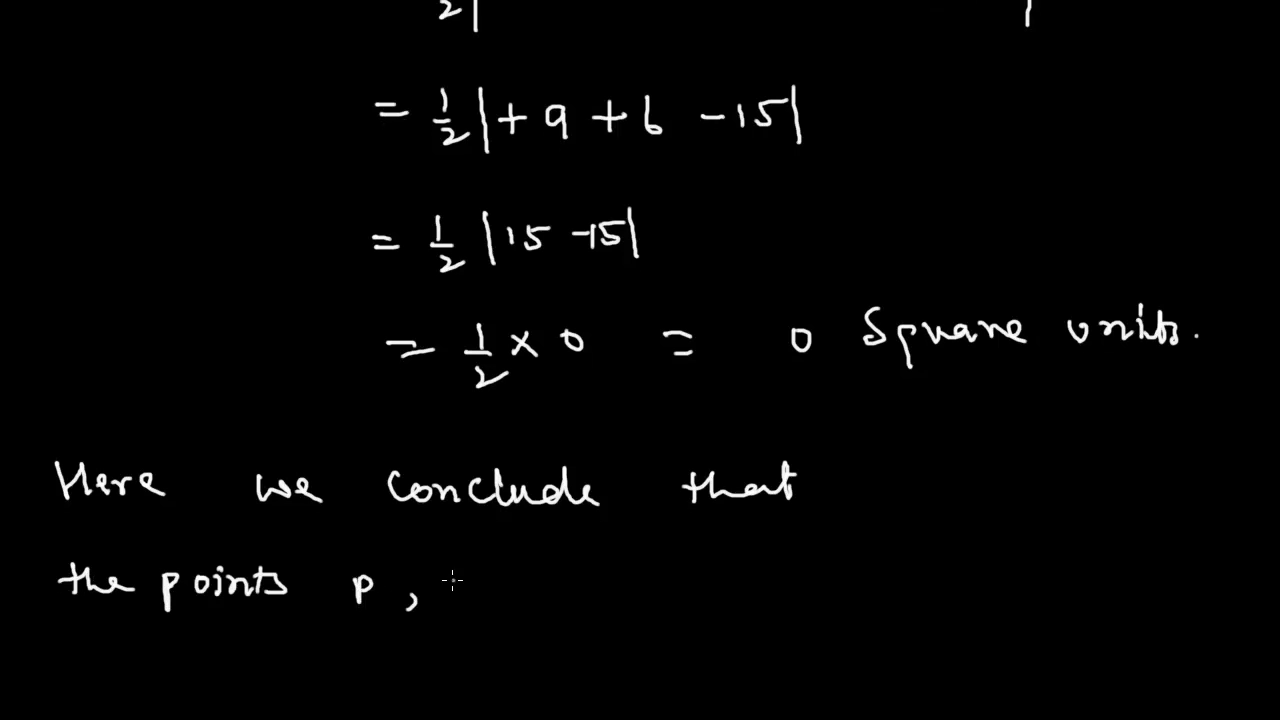 2|
= 1/2 |+ 9 + 6 - 15|
= 1/2 |15 - 15|
= 1/2 × 0 = 0 Square units.
Here we conclude that
the points P ,